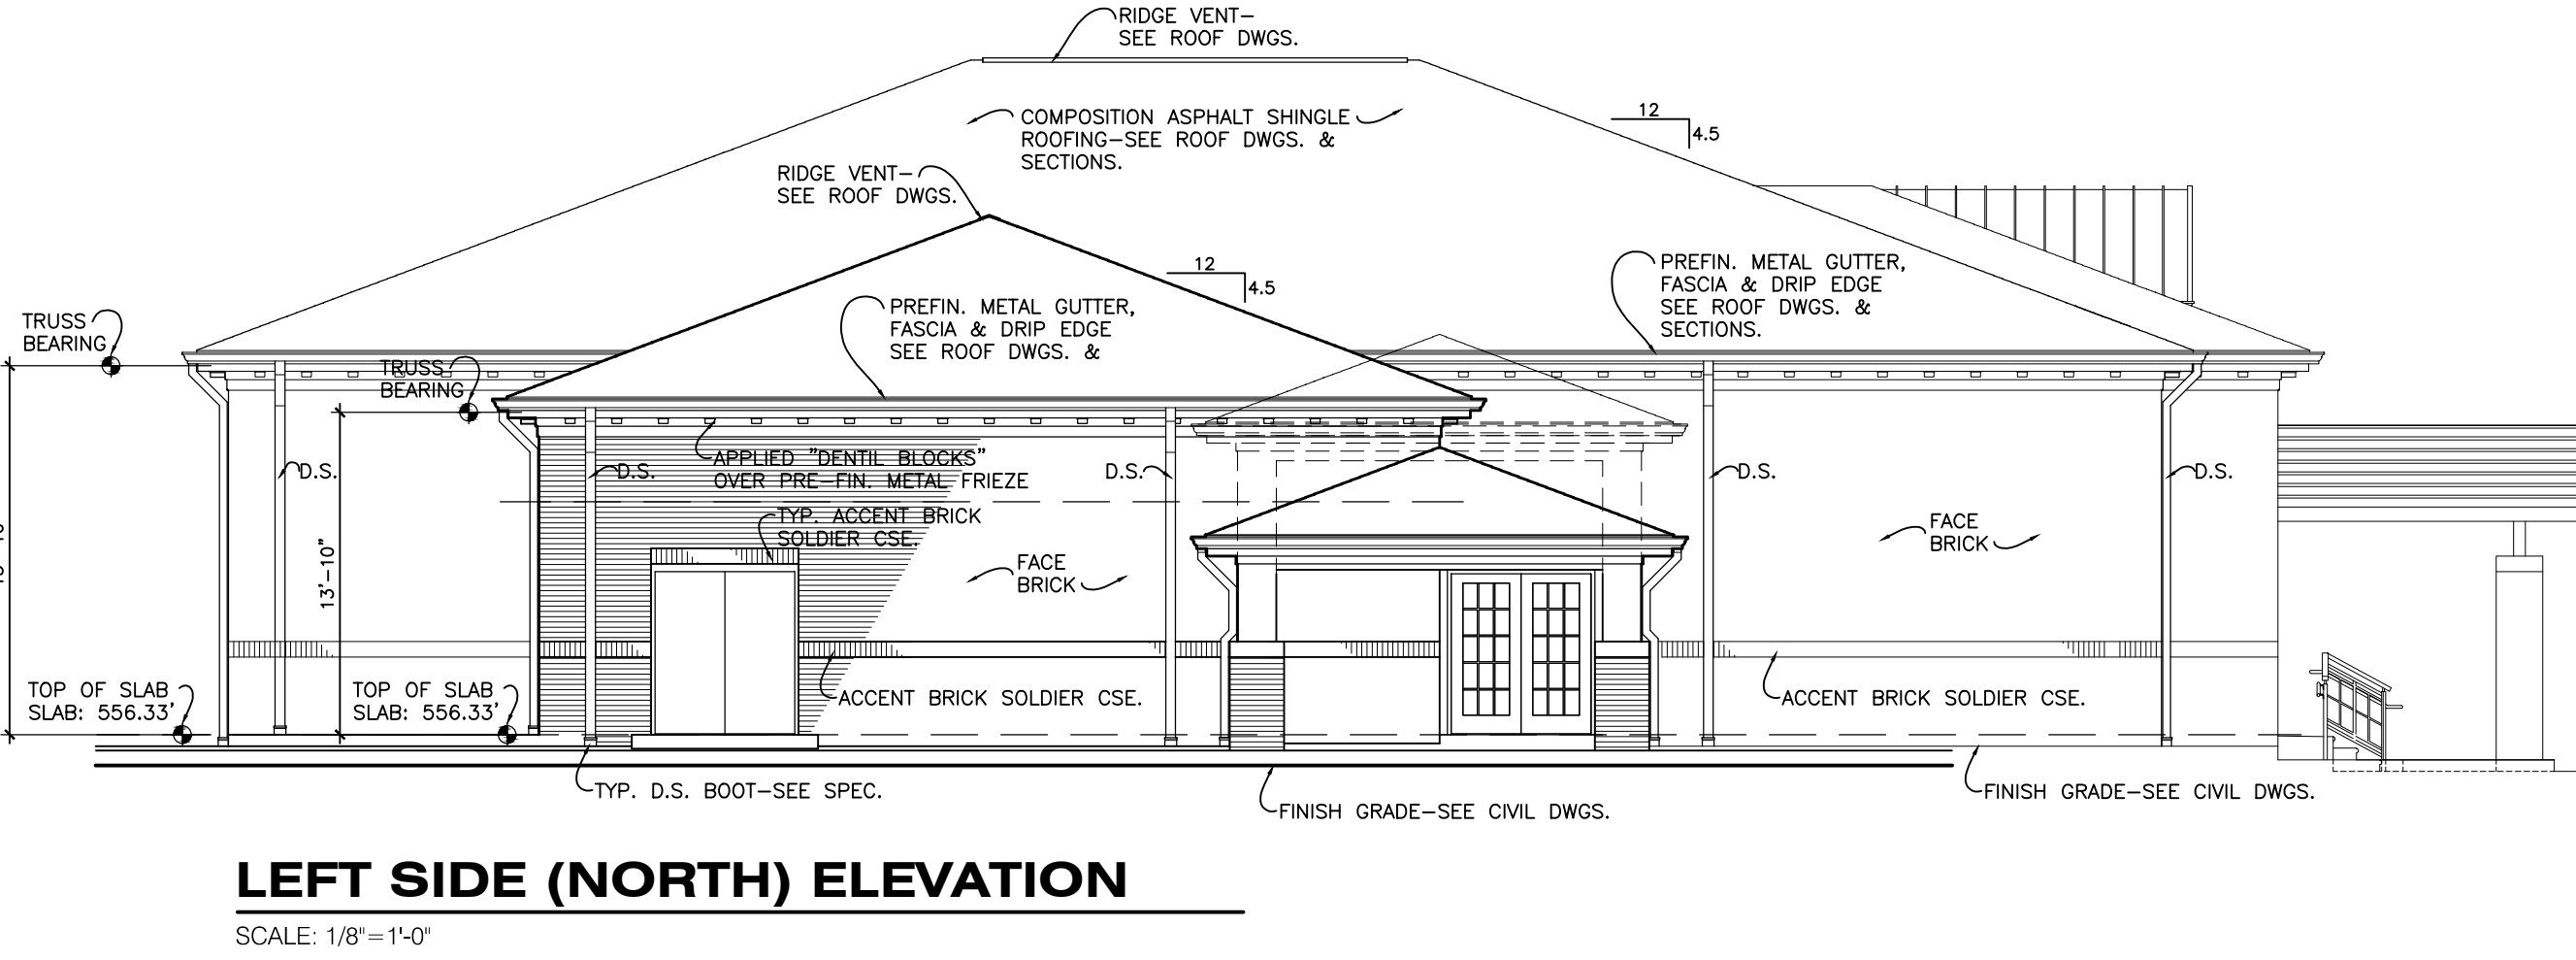 RIDGE VENT-
SEE ROOF DWGS.
COMPOSITION ASPHALT SHINGLE
ROOFING-SEE ROOF DWGS. &
SECTIONS.
12
4.5
RIDGE VENT-
SEE ROOF DWGS.
12
4.5
PREFIN. METAL GUTTER,
FASCIA & DRIP EDGE
SEE ROOF DWGS. &
SECTIONS.
PREFIN. METAL GUTTER,
FASCIA & DRIP EDGE
SEE ROOF DWGS. &
TRUSS
BEARING
TRUSS
BEARING
D.S.
D.S.
APPLIED "DENTIL BLOCKS"
OVER PRE-FIN. METAL FRIEZE
D.S.
D.S.
D.S.
TYP. ACCENT BRICK
SOLDIER CSE.
FACE
BRICK
FACE
BRICK
13'-10"
TOP OF SLAB
SLAB: 556.33'
TOP OF SLAB
SLAB: 556.33'
ACCENT BRICK SOLDIER CSE.
ACCENT BRICK SOLDIER CSE.
TYP. D.S. BOOT-SEE SPEC.
FINISH GRADE-SEE CIVIL DWGS.
FINISH GRADE-SEE CIVIL DWGS.
LEFT SIDE (NORTH) ELEVATION
SCALE: 1/8"=1'-0"